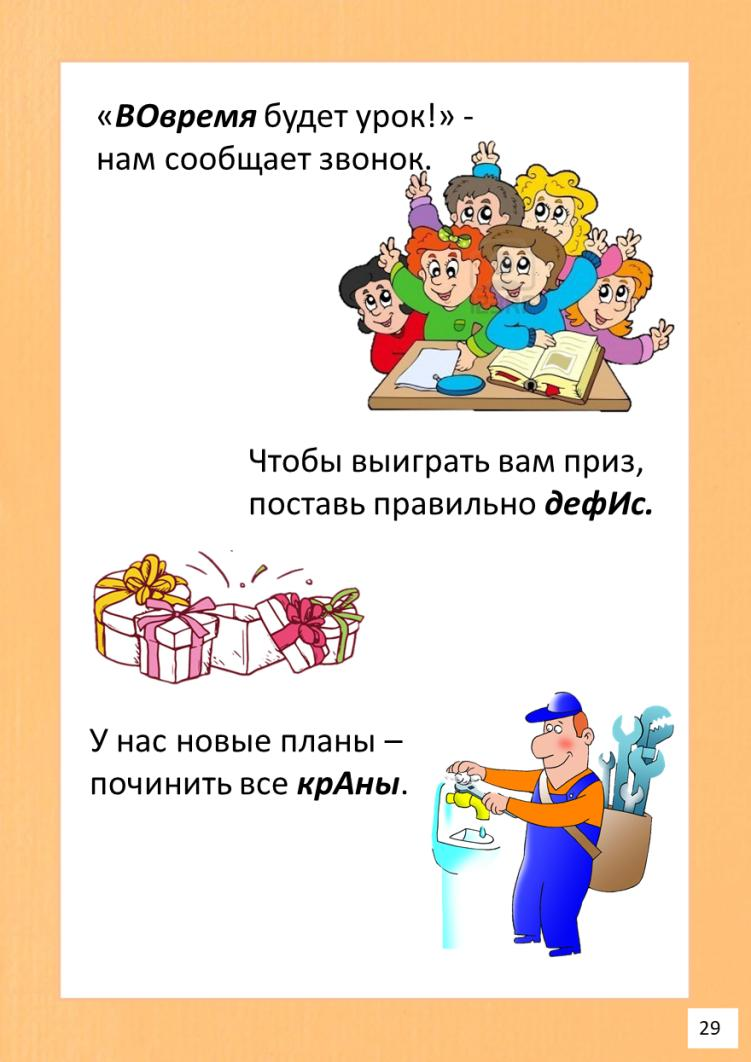 «ВОвремя будет урок!» -
нам сообщает звонок.
Чтобы выиграть вам приз,
поставь правильно дефИс.
У нас новые планы –
починить все крАны.
29